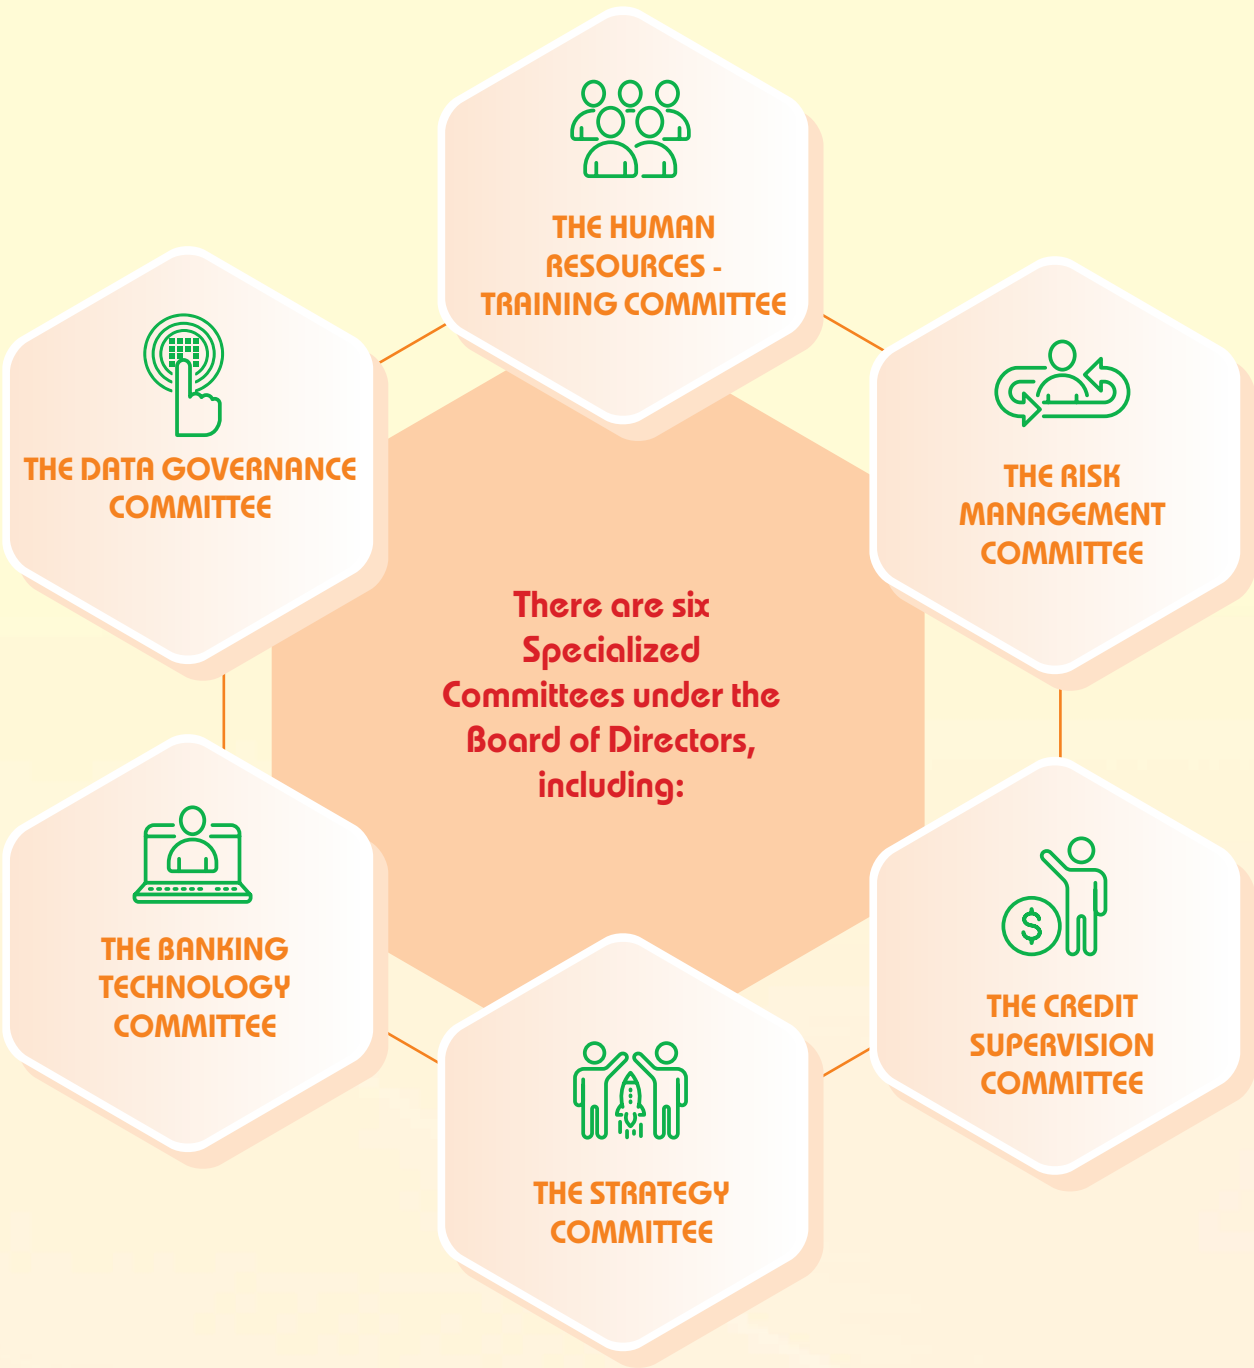 THE HUMAN
RESOURCES -
TRAINING COMMITTEE
THE DATA GOVERNANCE
COMMITTEE
THE RISK
MANAGEMENT
COMMITTEE
There are six
Specialized
Committees under the
Board of Directors,
including:
THE BANKING
TECHNOLOGY
COMMITTEE
$
THE CREDIT
SUPERVISION
COMMITTEE
THE STRATEGY
COMMITTEE